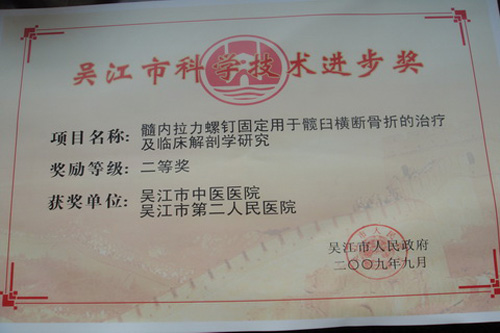 吴江市科学技术进步奖
项目名称: 髓内拉力螺钉固定用于髋臼横断骨折的治疗
及临床解剖学研究
奖励等级: 二等奖
获奖单位: 吴江市中医医院
吴江市第二人民医院
吴江市人民政府
二〇〇九年九月